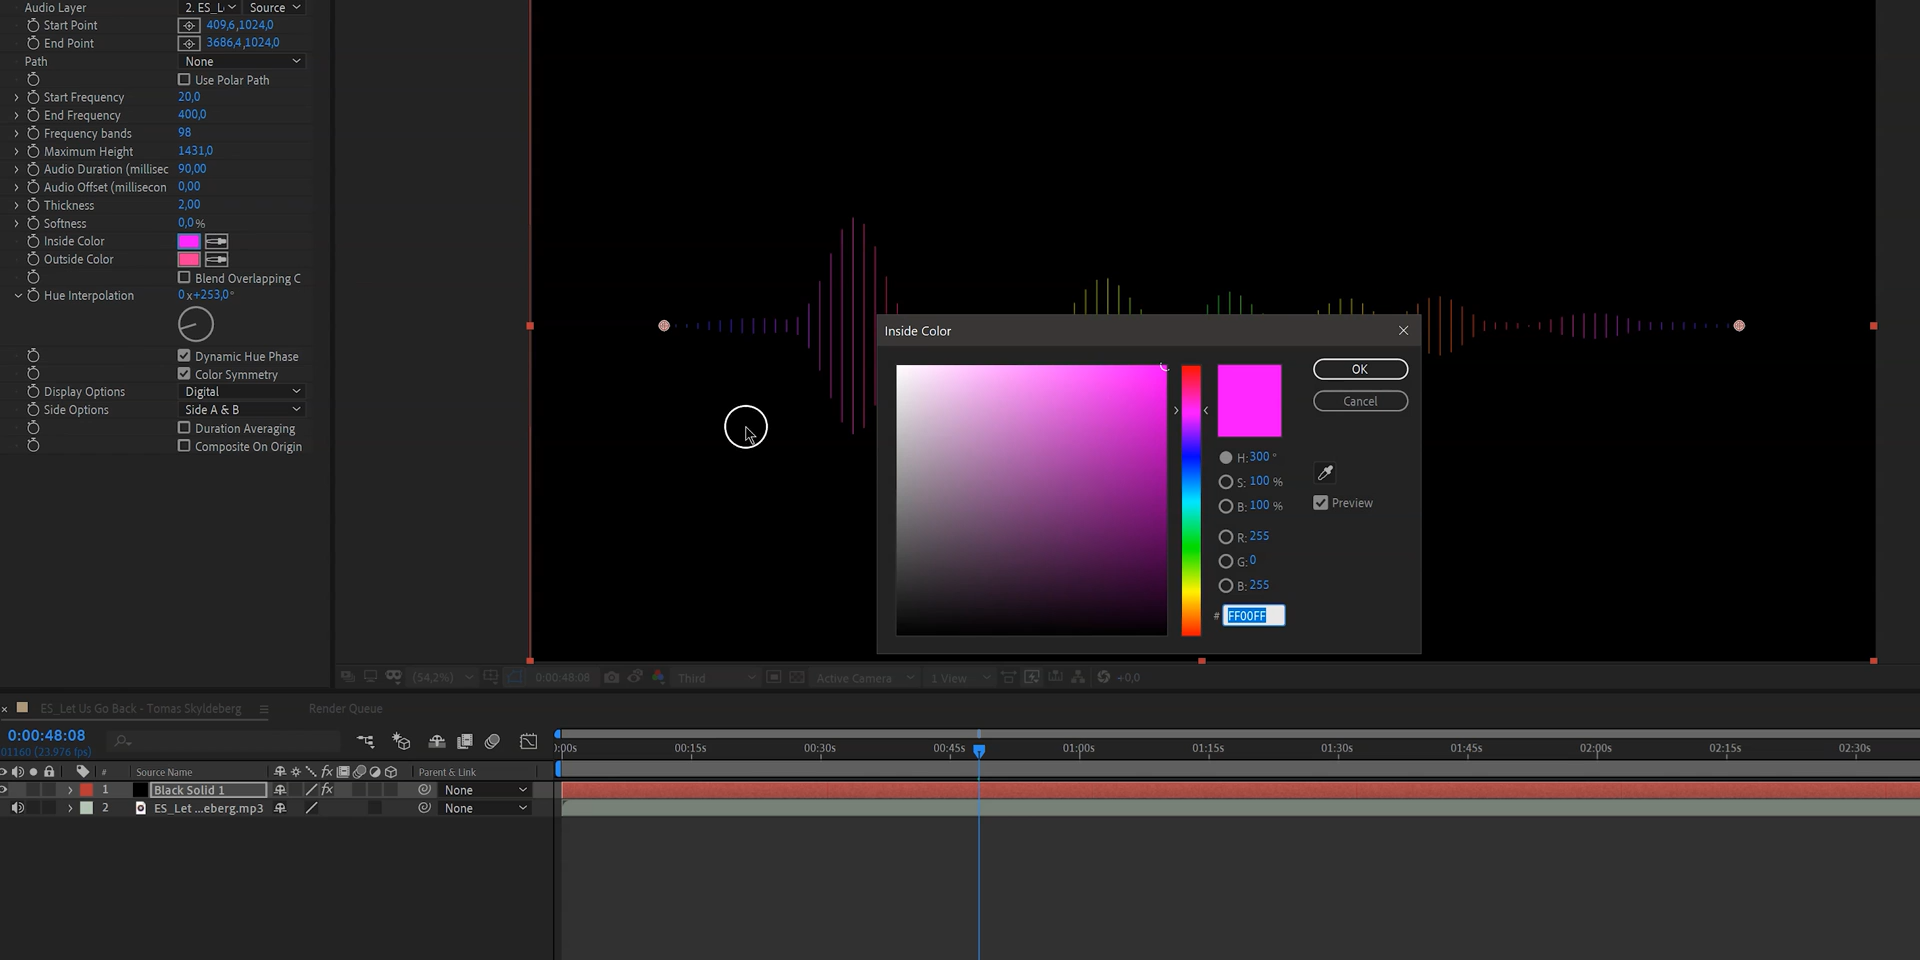 Audio Layer 2. ES_L Source
Start Point 409,6,1024,0
End Point 3686,4,1024,0
Path None
Use Polar Path
Start Frequency 20,0
End Frequency 400,0
Frequency bands 98
Maximum Height 1431,0
Audio Duration (millisec 90,00
Audio Offset (millisecon 0,00
Thickness 2,00
Softness 0,0%
Inside Color
Outside Color
Blend Overlapping C
Hue Interpolation 0x+253,0°
Dynamic Hue Phase
Color Symmetry
Display Options Digital
Side Options Side A & B
Duration Averaging
Composite On Origin
Inside Color
OK
Cancel
H: 300 °
S: 100 %
B: 100 %
Preview
R: 255
G: 0
B: 255
# FF00FF
(54,2%) 0:00:48:08 Third Active Camera 1 View +0,0
ES_Let Us Go Back - Tomas Skyldeberg Render Queue
0:00:48:08
01160 (23.976 fps)
):00s 00:15s 00:30s 00:45s 01:00s 01:15s 01:30s 01:45s 02:00s 02:15s 02:30s
# Source Name fx Parent & Link
1 Black Solid 1 fx None
2 ES_Let ...eberg.mp3 None